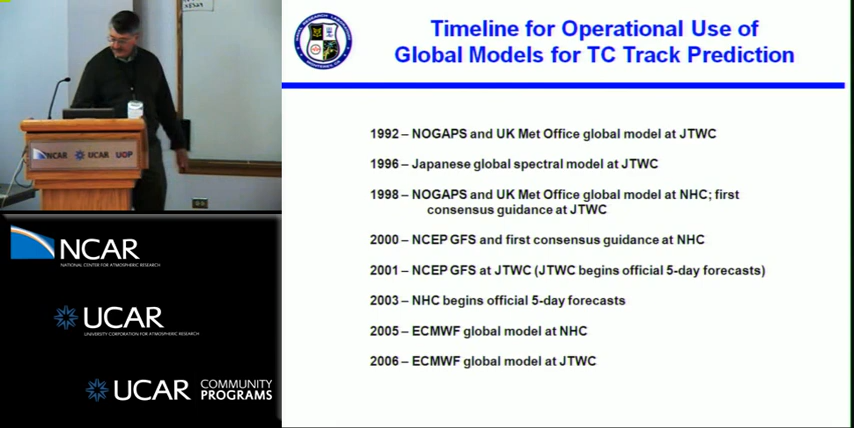 Timeline for Operational Use of
Global Models for TC Track Prediction
1992 – NOGAPS and UK Met Office global model at JTWC
1996 – Japanese global spectral model at JTWC
1998 – NOGAPS and UK Met Office global model at NHC; first
consensus guidance at JTWC
2000 – NCEP GFS and first consensus guidance at NHC
2001 – NCEP GFS at JTWC (JTWC begins official 5-day forecasts)
2003 – NHC begins official 5-day forecasts
2005 – ECMWF global model at NHC
2006 – ECMWF global model at JTWC
NCAR UCAR UOP
NCAR
NATIONAL CENTER FOR ATMOSPHERIC RESEARCH
UCAR
UNIVERSITY CORPORATION FOR ATMOSPHERIC RESEARCH
UCAR COMMUNITY
PROGRAMS